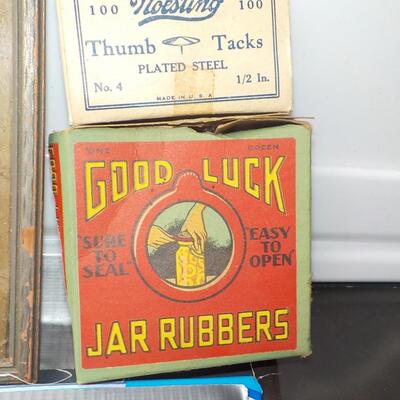 100 Noesting 100
Thumb Tacks
PLATED STEEL
No. 4 1/2 In.
MADE IN U.S.A
ONE DOZEN
GOOD LUCK
"SURE TO SEAL"
"EASY TO OPEN"
JAR RUBBERS